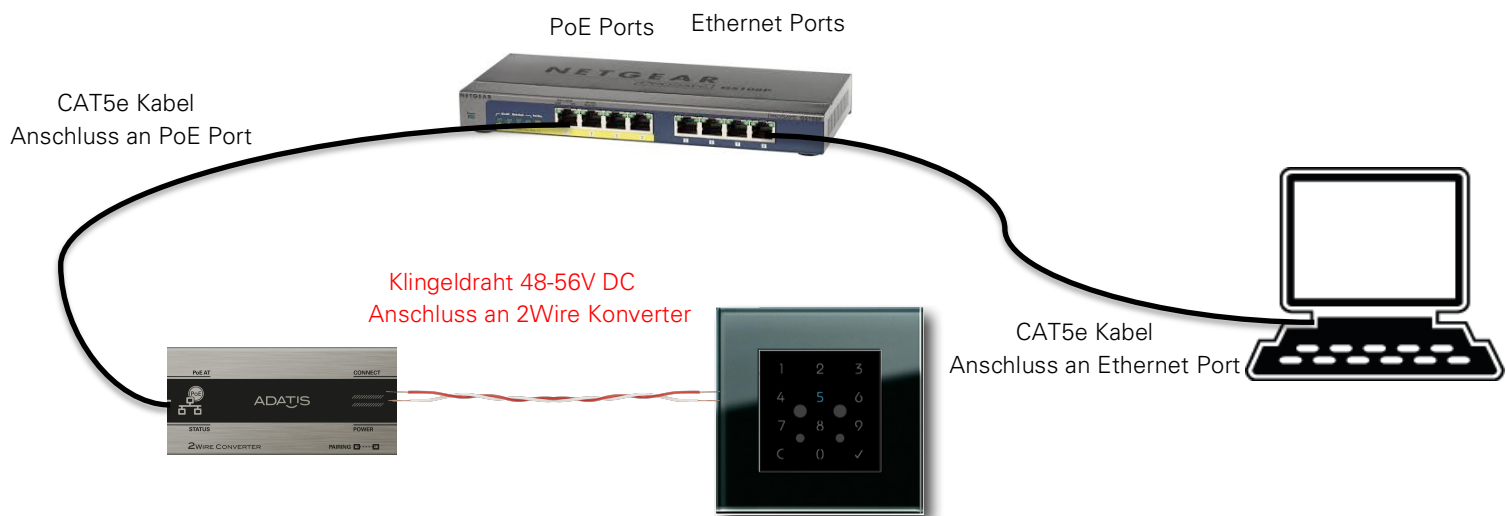 PoE Ports
Ethernet Ports
CAT5e Kabel
Anschluss an PoE Port
NETGEAR
NETGEAR
Klingeldraht 48-56V DC
Anschluss an 2Wire Konverter
CAT5e Kabel
Anschluss an Ethernet Port
PoE AT
CONNECT
PoE
ADATIS
STATUS
POWER
2WIRE CONVERTER
PAIRING
1 2 3
4 5 6
7 8 9
C 0 ✓